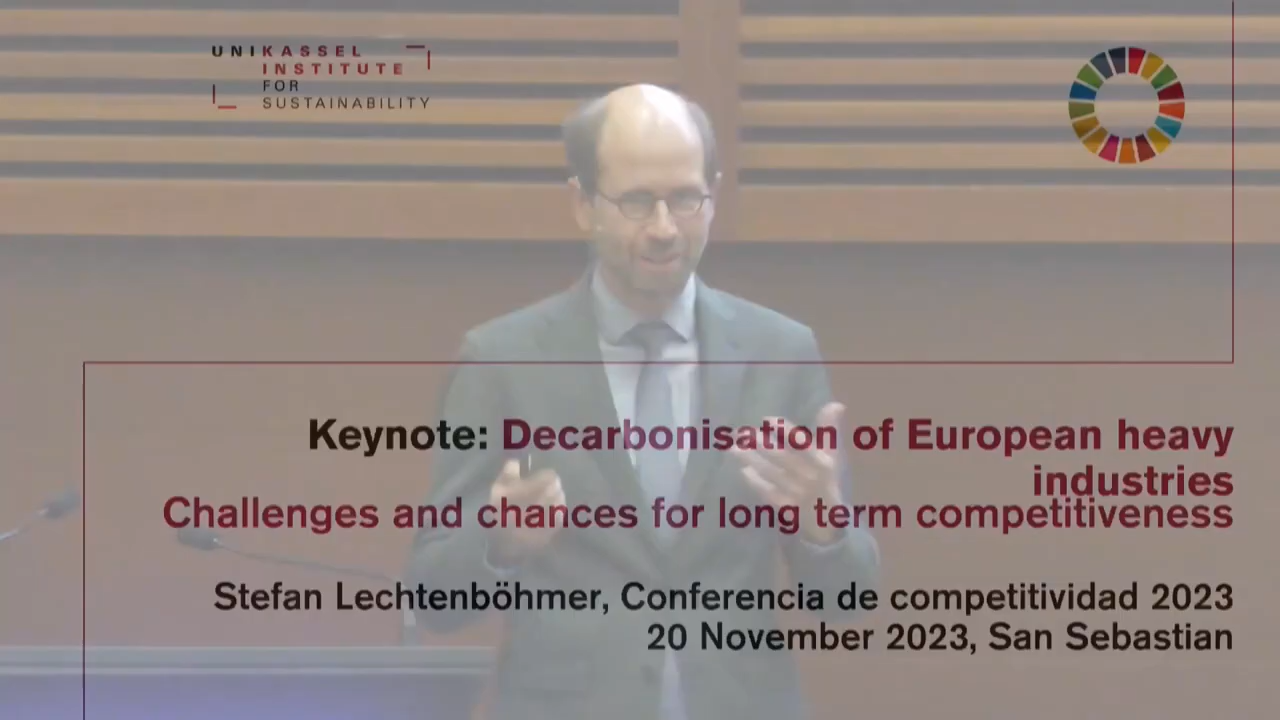 UNIKASSEL
INSTITUTE
FOR
SUSTAINABILITY
Keynote: Decarbonisation of European heavy
industries
Challenges and chances for long term competitiveness
Stefan Lechtenböhmer, Conferencia de competitividad 2023
20 November 2023, San Sebastian